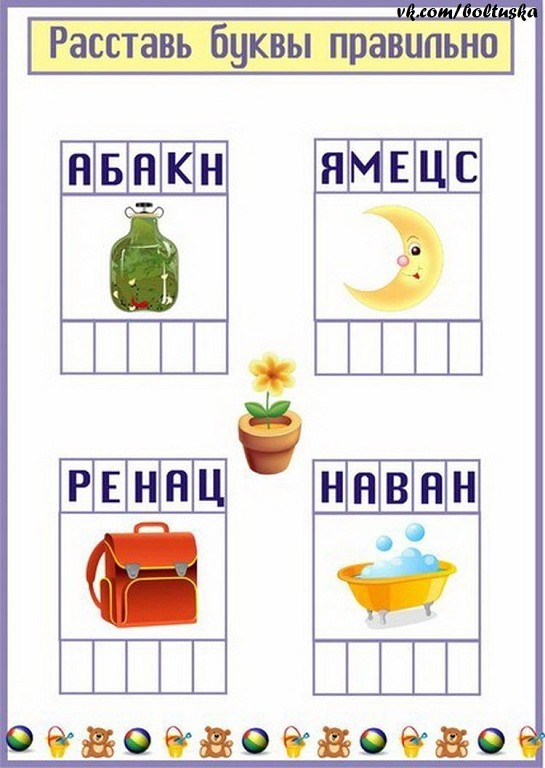 vk.com/boltuska
Расставь буквы правильно
АБАКН
ЯМЕЦС
РЕНАЦ
НАВАН